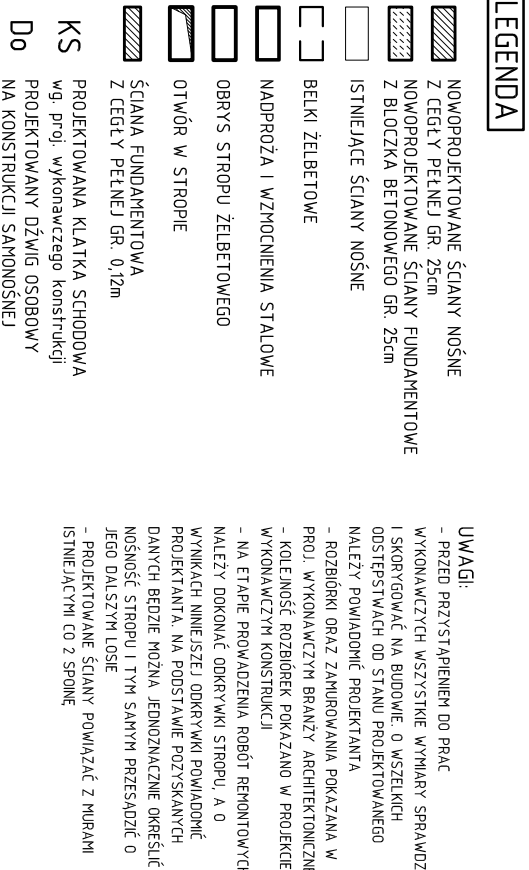 LEGENDA
NOWOPROJEKTOWANE ŚCIANY NOŚNE
Z CEGŁY PEŁNEJ GR. 25cm
NOWOPROJEKTOWANE ŚCIANY FUNDAMENTOWE
Z BLOCZKA BETONOWEGO GR. 25cm
ISTNIEJĄCE ŚCIANY NOŚNE
BELKI ŻELBETOWE
NADPROŻA I WZMOCNIENIA STALOWE
OBRYS STROPU ŻELBETOWEGO
OTWÓR W STROPIE
ŚCIANA FUNDAMENTOWA
Z CEGŁY PEŁNEJ GR. 0,12m
KS PROJEKTOWANA KLATKA SCHODOWA
wg. proj. wykonawczego konstrukcji
Do PROJEKTOWANY DŹWIG OSOBOWY
NA KONSTRUKCJI SAMONOŚNEJ
UWAGI:
- PRZED PRZYSTĄPIENIEM DO PRAC
WYKONAWCZYCH WSZYSTKIE WYMIARY SPRAWDZ
I SKORYGOWAĆ NA BUDOWIE. O WSZELKICH
ODSTĘPSTWACH OD STANU PROJEKTOWANEGO
NALEŻY POWIADOMIĆ PROJEKTANTA
- ROZBIÓRKI ORAZ ZAMUROWANIA POKAZANA W
PROJ. WYKONAWCZYM BRANŻY ARCHITEKTONICZNE
- KOLEJNOŚĆ ROZBIÓREK POKAZANO W PROJEKCIE
WYKONAWCZYM KONSTRUKCJI
- NA ETAPIE PROWADZENIA ROBÓT REMONTOWYCH
NALEŻY DOKONAĆ ODKRYWKI STROPU, A O
WYNIKACH NINIEJSZEJ ODKRYWKI POWIADOMIĆ
PROJEKTANTA. NA PODSTAWIE POZYSKANYCH
DANYCH BĘDZIE MOŻNA JEDNOZNACZNIE OKREŚLIĆ
NOŚNOŚĆ STROPU I TYM SAMYM PRZESĄDZIĆ O
JEGO DALSZYM LOSIE
- PROJEKTOWANE ŚCIANY POWIĄZAĆ Z MURAMI
ISTNIEJĄCYMI CO 2 SPOINĘ